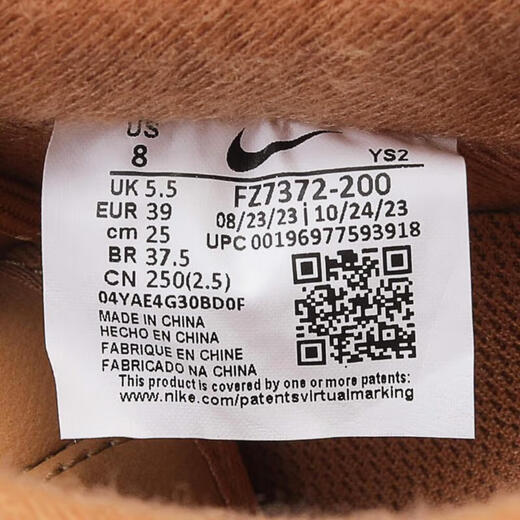 US
8
YS2
UK 5.5
FZ7372-200
EUR 39
08/23/23 | 10/24/23
cm 25
UPC 00196977593918
BR 37.5
CN 250(2.5)
04YAE4G30BD0F
MADE IN CHINA
HECHO EN CHINA
FABRIQUE EN CHINE
FABRICADO NA CHINA
This product is covered by one or more patents:
www.nike.com/patentsvirtualmarking